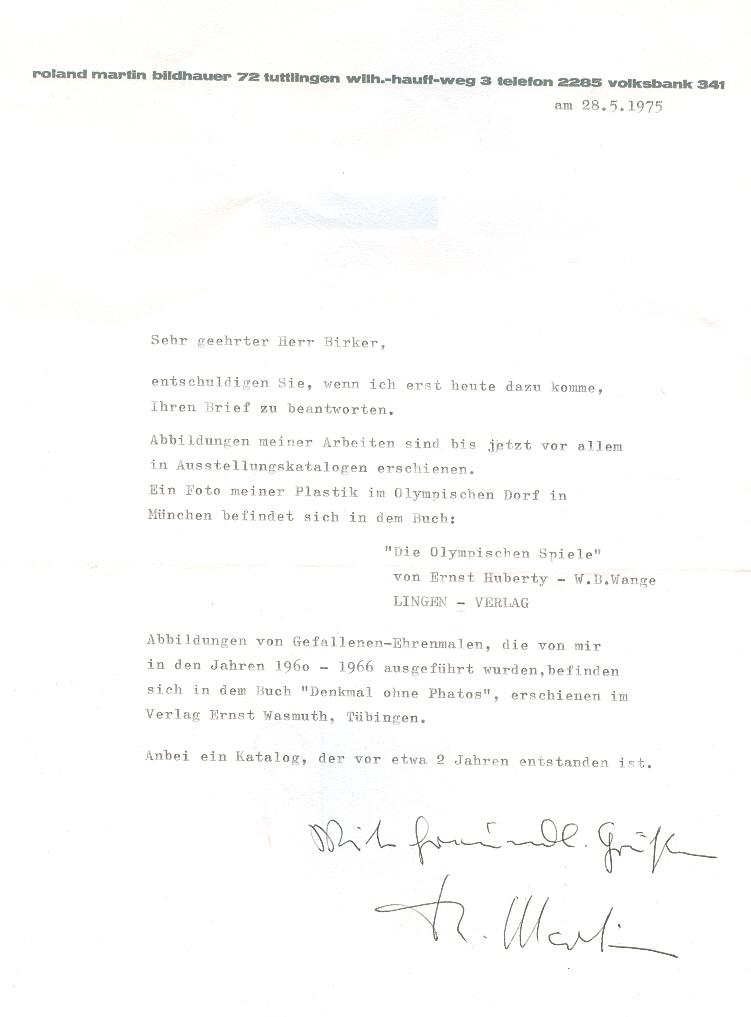 roland martin bildhauer 72 tuttlingen wilh.-hauff-weg 3 telefon 2285 volksbank 341
am 28.5.1975
Sehr geehrter Herr Birker,
entschuldigen Sie, wenn ich erst heute dazu komme,
Ihren Brief zu beantworten.
Abbildungen meiner Arbeiten sind bis jetzt vor allem
in Ausstellungskatalogen erschienen.
Ein Foto meiner Plastik im Olympischen Dorf in
München befindet sich in dem Buch:
"Die Olympischen Spiele"
von Ernst Huberty - W.B.Wange
LINGEN - VERLAG
Abbildungen von Gefallenen-Ehrenmalen, die von mir
in den Jahren 196o - 1966 ausgeführt wurden,befinden
sich in dem Buch "Denkmal ohne Phatos", erschienen im
Verlag Ernst Wasmuth, Tübingen.
Anbei ein Katalog, der vor etwa 2 Jahren entstanden ist.
Mit freundl. Grüßen
R. Martin